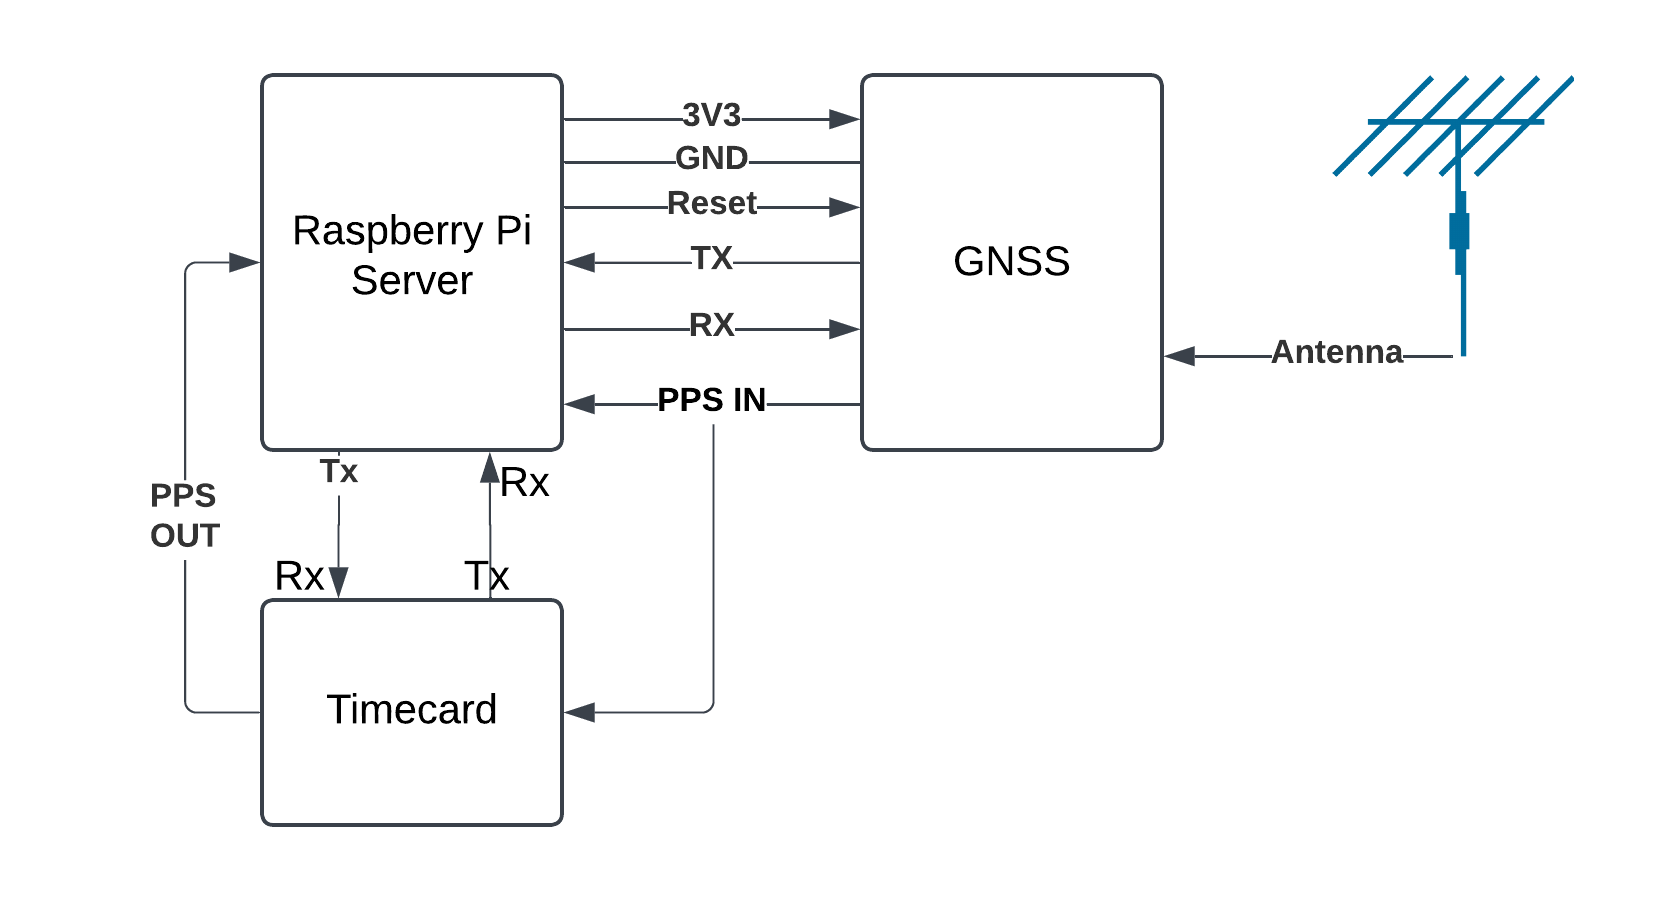 Raspberry Pi
Server
3V3
GND
Reset
TX
RX
PPS IN
GNSS
Antenna
PPS
OUT
Tx
Rx
Rx
Tx
Timecard